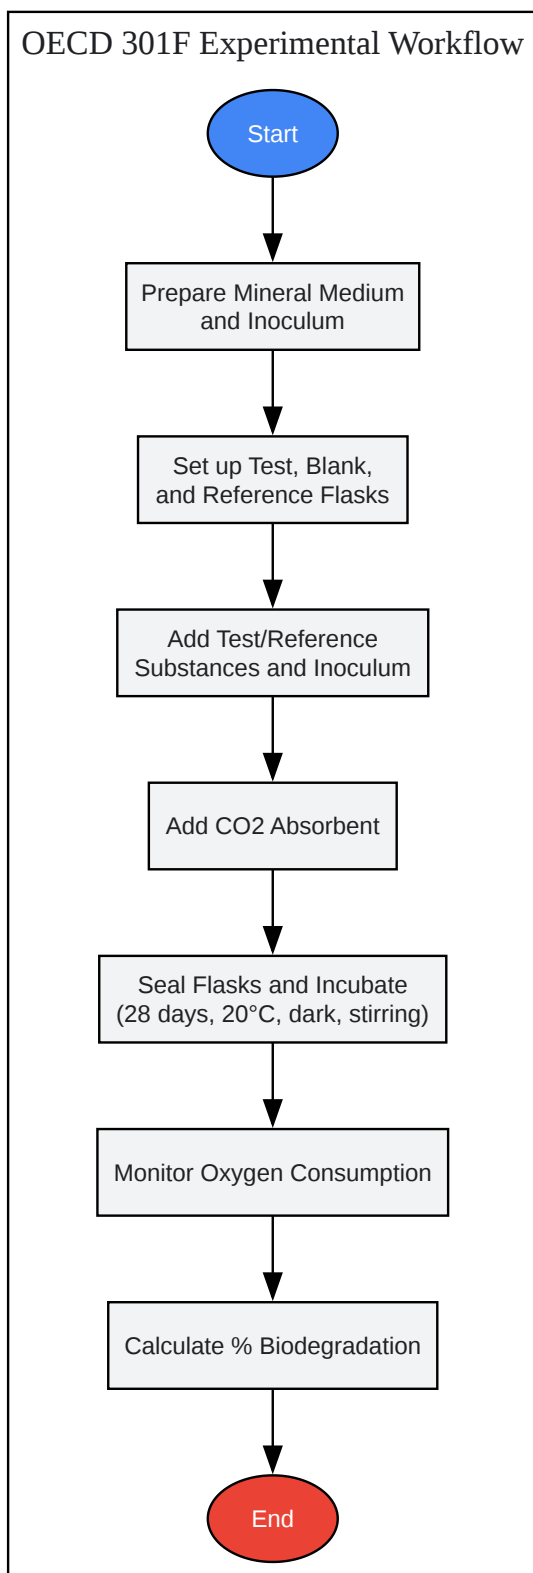 OECD 301F Experimental Workflow
Start
Prepare Mineral Medium
and Inoculum
Set up Test, Blank,
and Reference Flasks
Add Test/Reference
Substances and Inoculum
Add CO2 Absorbent
Seal Flasks and Incubate
(28 days, 20°C, dark, stirring)
Monitor Oxygen Consumption
Calculate % Biodegradation
End